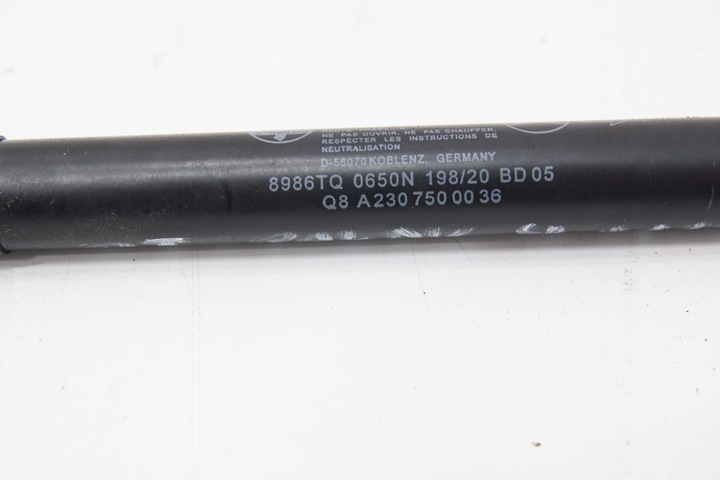 NE PAS OUVRIR, NE PAS CHAUFFER,
RESPECTER LES INSTRUCTIONS DE
NEUTRALISATION
D-56070 KOBLENZ, GERMANY
8986TQ 0650N 198/20 BD 05
Q8 A 230 750 00 36